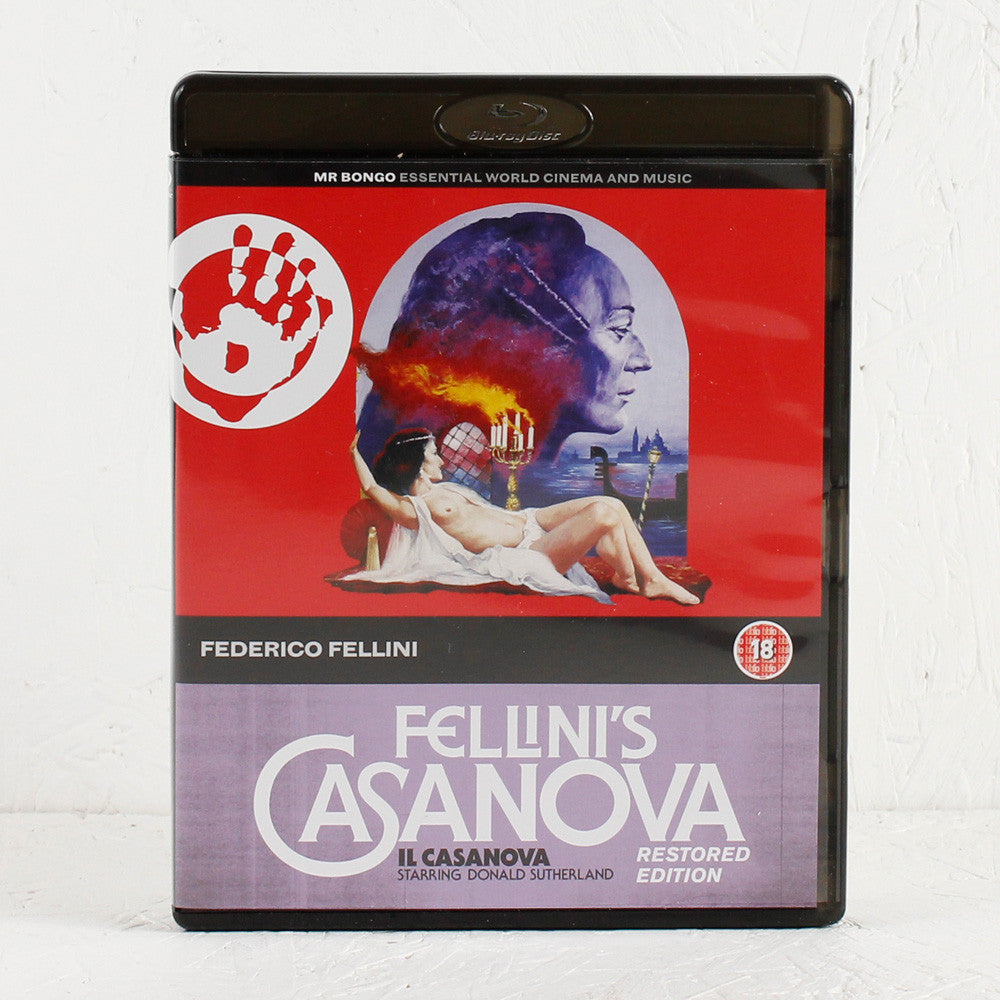 Blu-ray Disc
MR BONGO ESSENTIAL WORLD CINEMA AND MUSIC
FEDERICO FELLINI
18
FELLINI'S
CASANOVA
IL CASANOVA
STARRING DONALD SUTHERLAND
RESTORED
EDITION